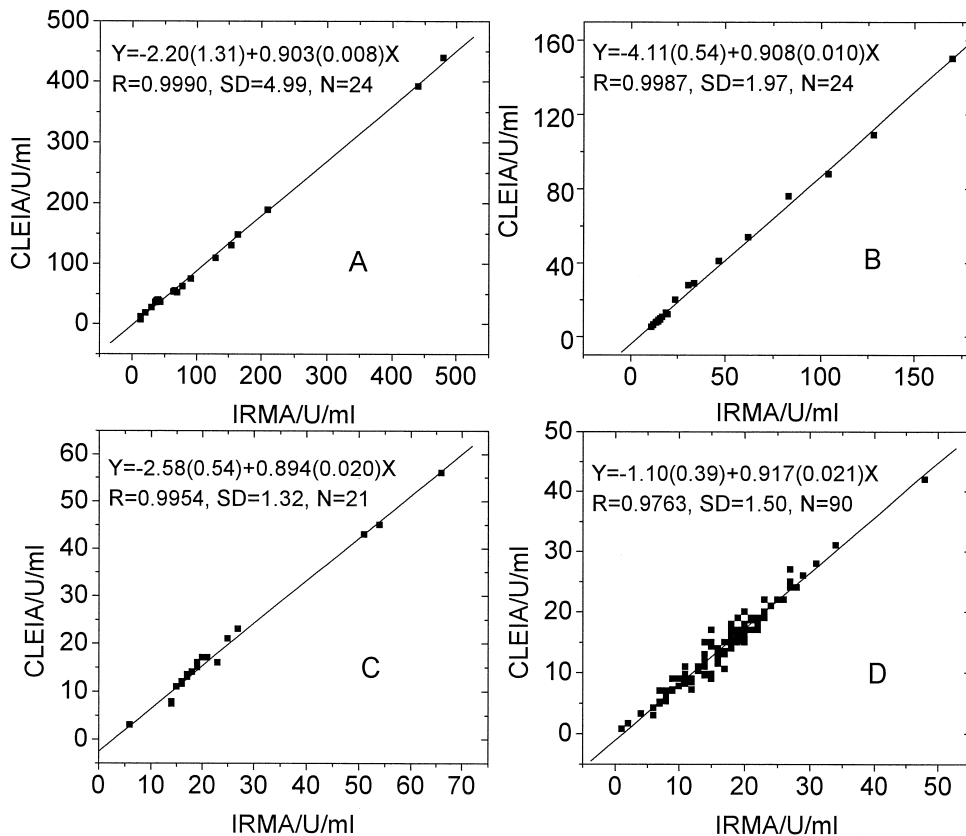 Y=-2.20(1.31)+0.903(0.008)X
R=0.9990, SD=4.99, N=24
A
500
400
300
200
100
0
CLEIA/U/ml
0 100 200 300 400 500
IRMA/U/ml
Y=-4.11(0.54)+0.908(0.010)X
R=0.9987, SD=1.97, N=24
B
160
120
80
40
0
CLEIA/U/ml
0 50 100 150
IRMA/U/ml
Y=-2.58(0.54)+0.894(0.020)X
R=0.9954, SD=1.32, N=21
C
60
50
40
30
20
10
0
CLEIA/U/ml
0 10 20 30 40 50 60 70
IRMA/U/ml
Y=-1.10(0.39)+0.917(0.021)X
R=0.9763, SD=1.50, N=90
D
50
40
30
20
10
0
CLEIA/U/ml
0 10 20 30 40 50
IRMA/U/ml